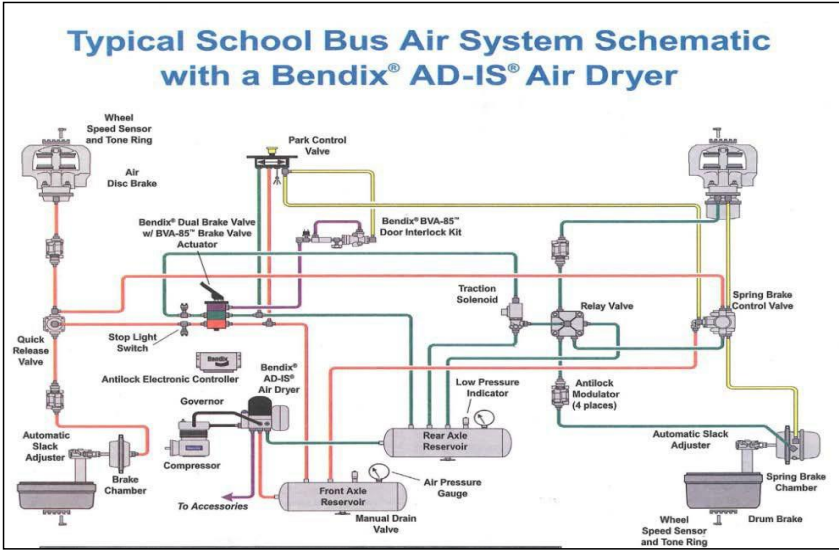 Typical School Bus Air System Schematic
with a Bendix® AD-IS® Air Dryer
Wheel
Speed Sensor
and Tone Ring
Air
Disc Brake
Park Control
Valve
Bendix® Dual Brake Valve
w/ BVA-85™ Brake Valve
Actuator
Bendix® BVA-85™
Door Interlock Kit
Traction
Solenoid
Relay Valve
Spring Brake
Control Valve
Quick
Release
Valve
Stop Light
Switch
Bendix
Antilock Electronic Controller
Bendix®
AD-IS®
Air Dryer
Low Pressure
Indicator
Antilock
Modulator
(4 places)
Governor
Automatic
Slack
Adjuster
Compressor
Brake
Chamber
Rear Axle
Reservoir
Automatic Slack
Adjuster
Spring Brake
Chamber
To Accessories
Front Axle
Reservoir
Air Pressure
Gauge
Manual Drain
Valve
Wheel
Speed Sensor
and Tone Ring
Drum Brake